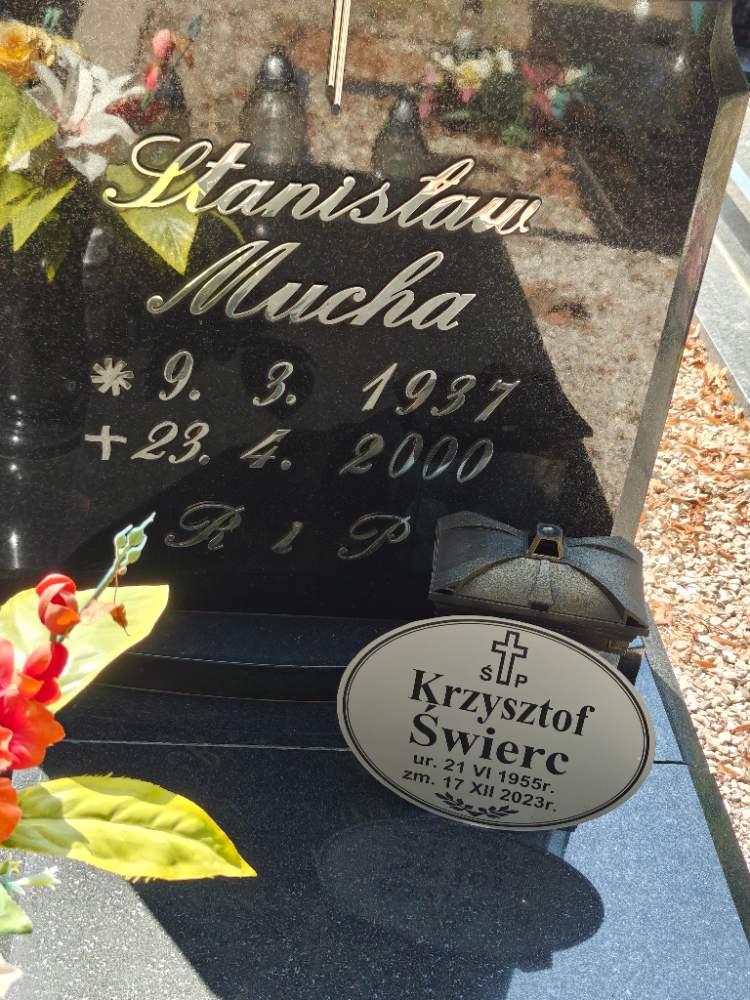 Stanisław
Mucha
* 9. 3. 1937
+ 23. 4. 2000
R i P
Ś P
Krzysztof
Świerc
ur. 21 VI 1955r.
zm. 17 XII 2023r.